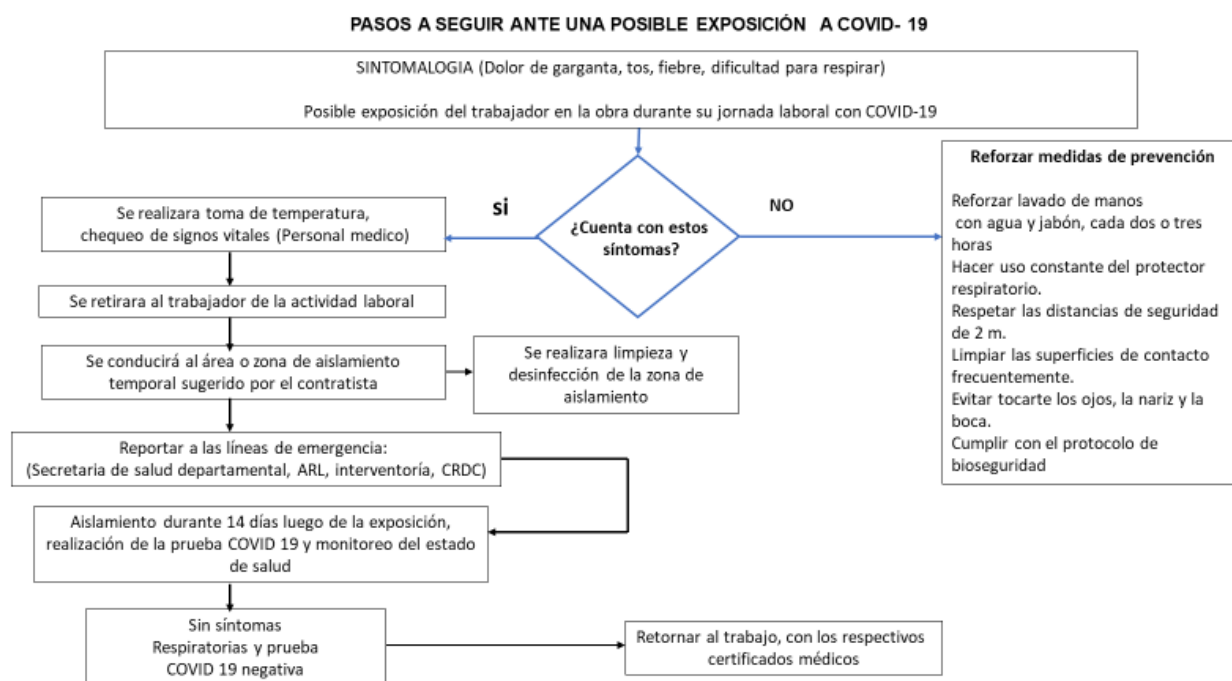 PASOS A SEGUIR ANTE UNA POSIBLE EXPOSICIÓN A COVID- 19
SINTOMALOGIA (Dolor de garganta, tos, fiebre, dificultad para respirar)
Posible exposición del trabajador en la obra durante su jornada laboral con COVID-19
¿Cuenta con estos
síntomas?
si
NO
Se realizara toma de temperatura,
chequeo de signos vitales (Personal medico)
Se retirara al trabajador de la actividad laboral
Se conducirá al área o zona de aislamiento
temporal sugerido por el contratista
Se realizara limpieza y
desinfección de la zona de
aislamiento
Reportar a las líneas de emergencia:
(Secretaria de salud departamental, ARL, interventoría, CRDC)
Aislamiento durante 14 días luego de la exposición,
realización de la prueba COVID 19 y monitoreo del estado
de salud
Sin síntomas
Respiratorias y prueba
COVID 19 negativa
Retornar al trabajo, con los respectivos
certificados médicos
Reforzar medidas de prevención
Reforzar lavado de manos
con agua y jabón, cada dos o tres
horas
Hacer uso constante del protector
respiratorio.
Respetar las distancias de seguridad
de 2 m.
Limpiar las superficies de contacto
frecuentemente.
Evitar tocarte los ojos, la nariz y la
boca.
Cumplir con el protocolo de
bioseguridad